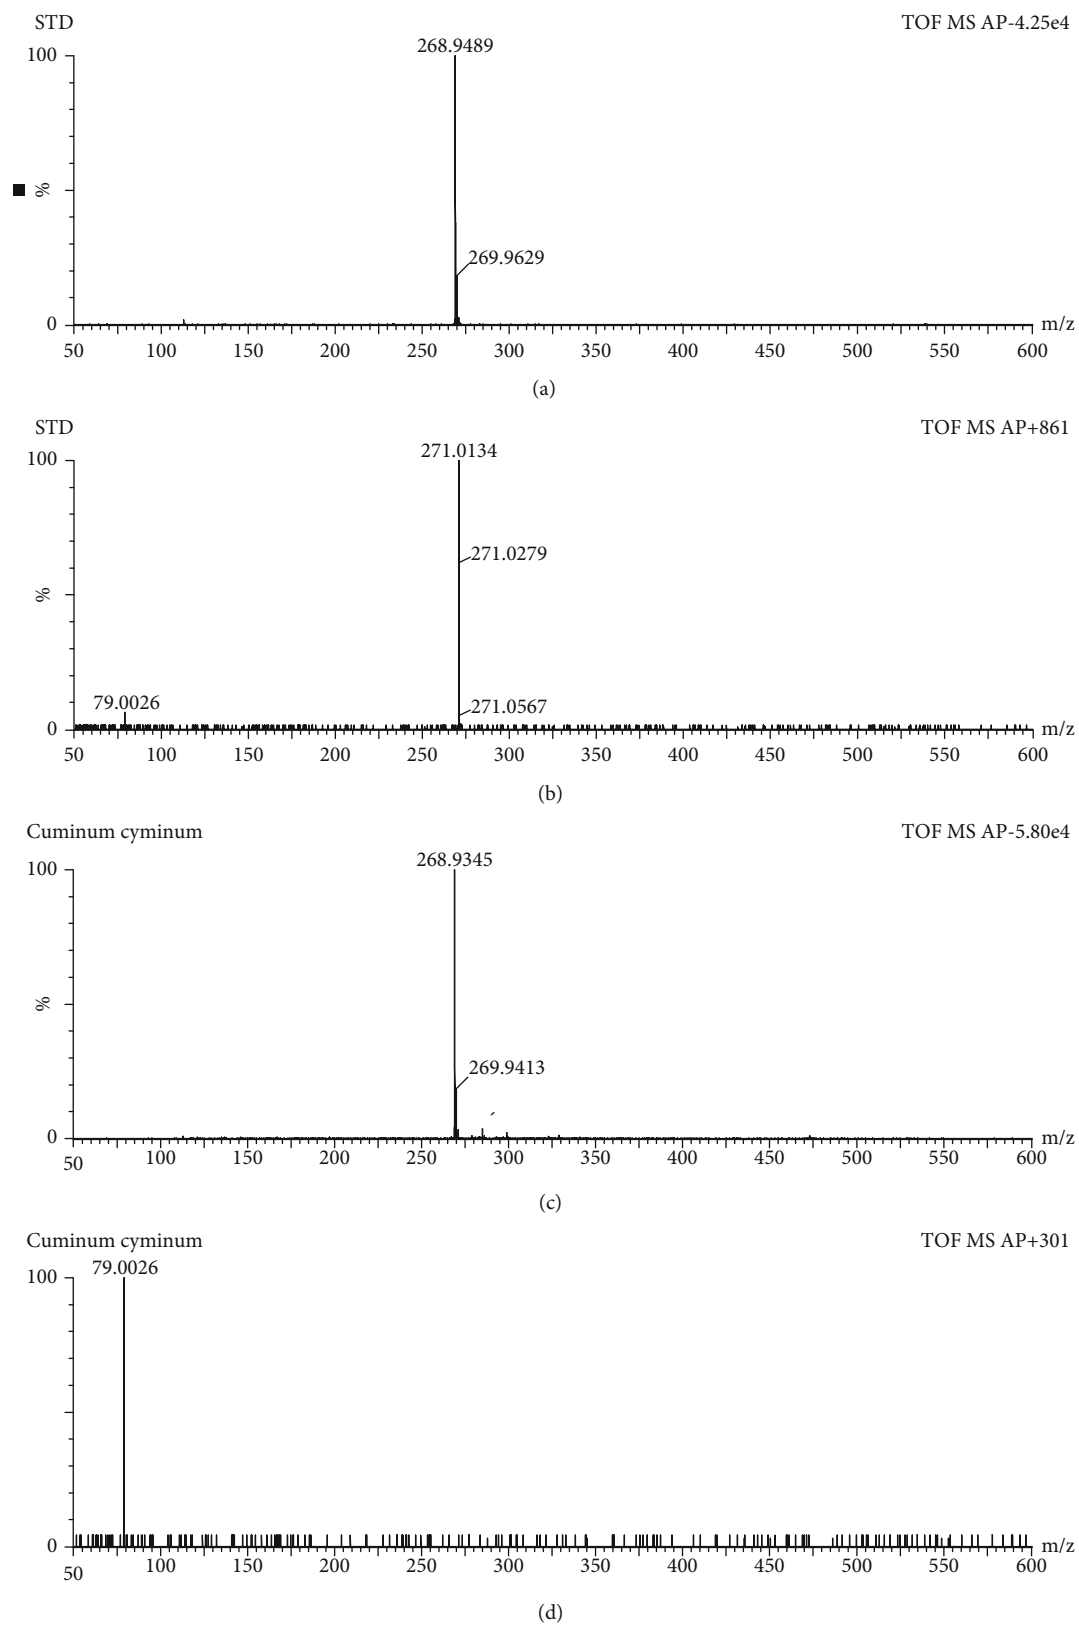 STD TOF MS AP-4.25e4
268.9489
100
%
269.9629
0
m/z
50 100 150 200 250 300 350 400 450 500 550 600
(a)
STD TOF MS AP+861
271.0134
100
271.0279
%
79.0026
271.0567
0
m/z
50 100 150 200 250 300 350 400 450 500 550 600
(b)
Cuminum cyminum TOF MS AP-5.80e4
268.9345
100
%
269.9413
0
m/z
50 100 150 200 250 300 350 400 450 500 550 600
(c)
Cuminum cyminum TOF MS AP+301
79.0026
100
%
0
m/z
50 100 150 200 250 300 350 400 450 500 550 600
(d)